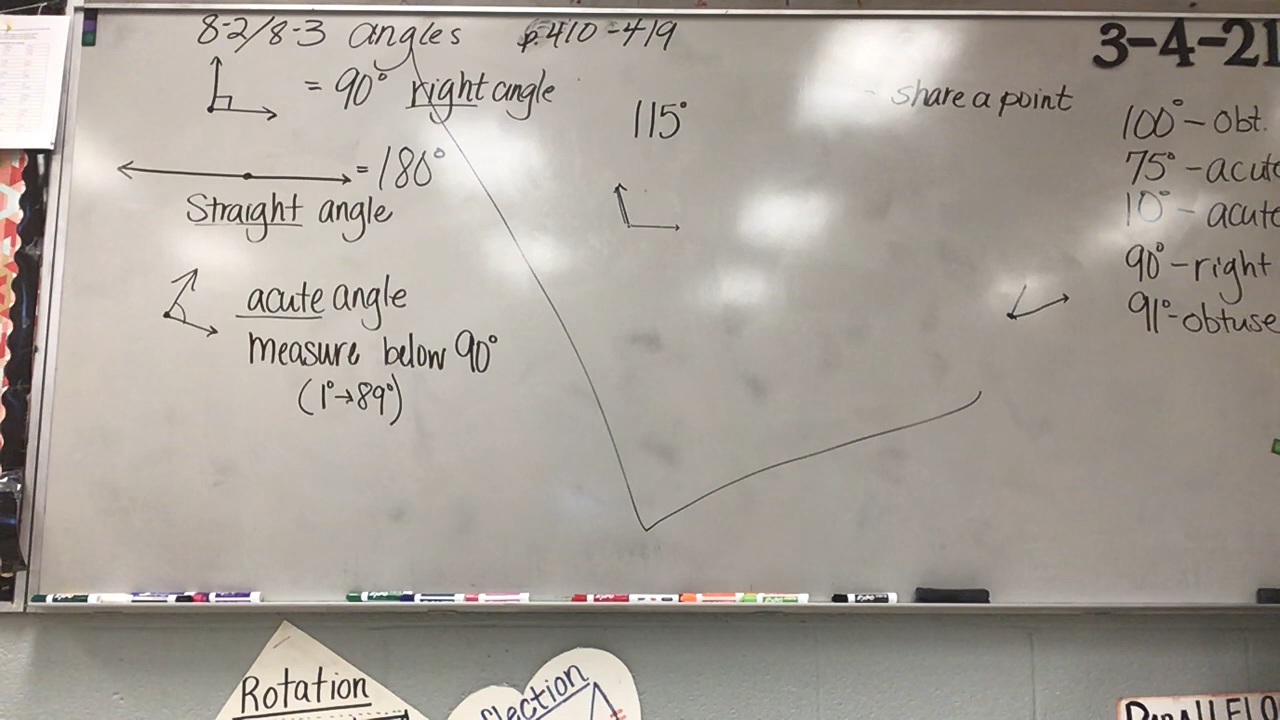 8-2/8-3 angles p.410-419
= 90° right angle
= 180°
Straight angle
acute angle
measure below 90°
(1°→89°)
115°
- share a point
3-4-21
100° - obt.
75° - acute
10° - acute
90° - right
91° - obtuse
Rotation
flection